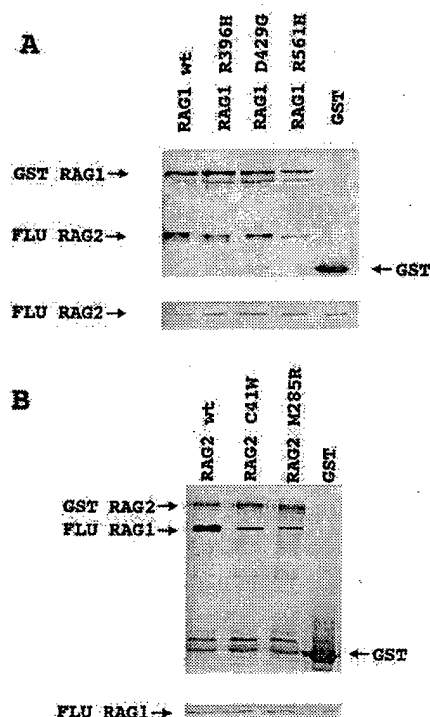 A
RAG1 wt
RAG1 R396H
RAG1 D429G
RAG1 R561H
GST
GST RAG1→
FLU RAG2→
←GST
FLU RAG2→
B
RAG2 wt
RAG2 C41W
RAG2 M285R
GST
GST RAG2→
FLU RAG1→
←GST
FLU RAG1→